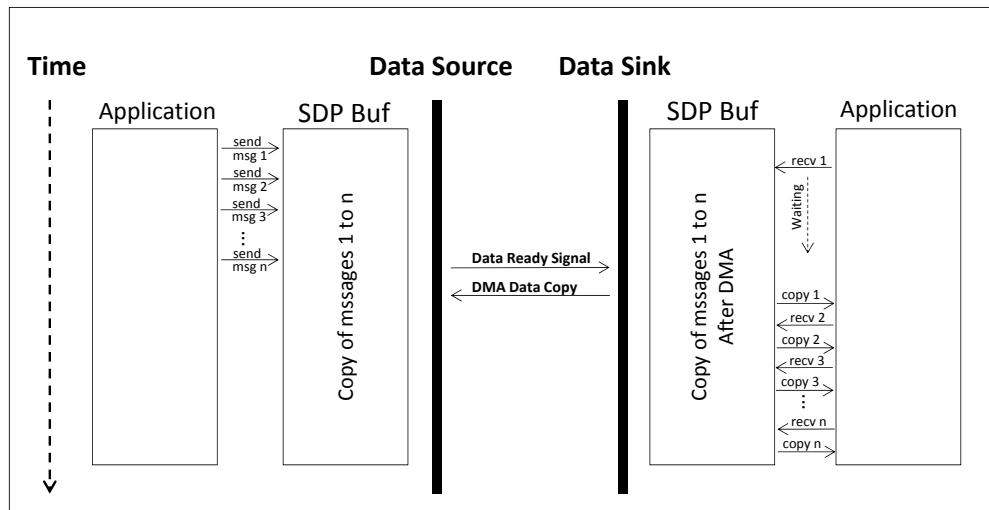 Time
Data Source
Data Sink
Application
SDP Buf
SDP Buf
Application
send
msg 1
send
msg 2
send
msg 3
...
send
msg n
Copy of mssages 1 to n
Data Ready Signal
DMA Data Copy
Copy of mssages 1 to n
After DMA
recv 1
Waiting
copy 1
recv 2
copy 2
recv 3
copy 3
...
recv n
copy n